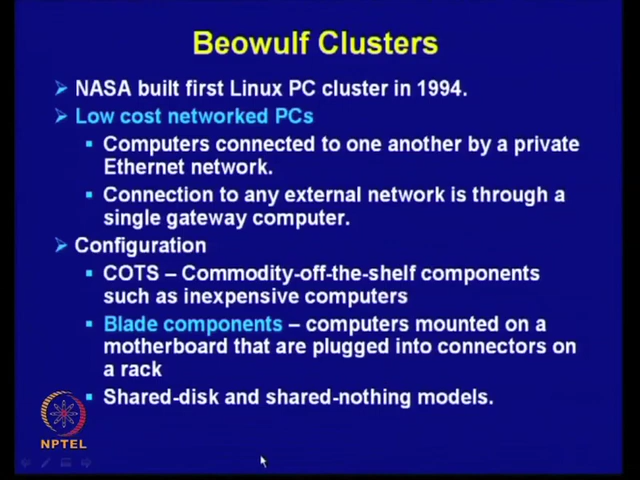 Beowulf Clusters
NASA built first Linux PC cluster in 1994.
Low cost networked PCs
Computers connected to one another by a private
Ethernet network.
Connection to any external network is through a
single gateway computer.
Configuration
COTS – Commodity-off-the-shelf components
such as inexpensive computers
Blade components – computers mounted on a
motherboard that are plugged into connectors on
a rack
Shared-disk and shared-nothing models.
NPTEL